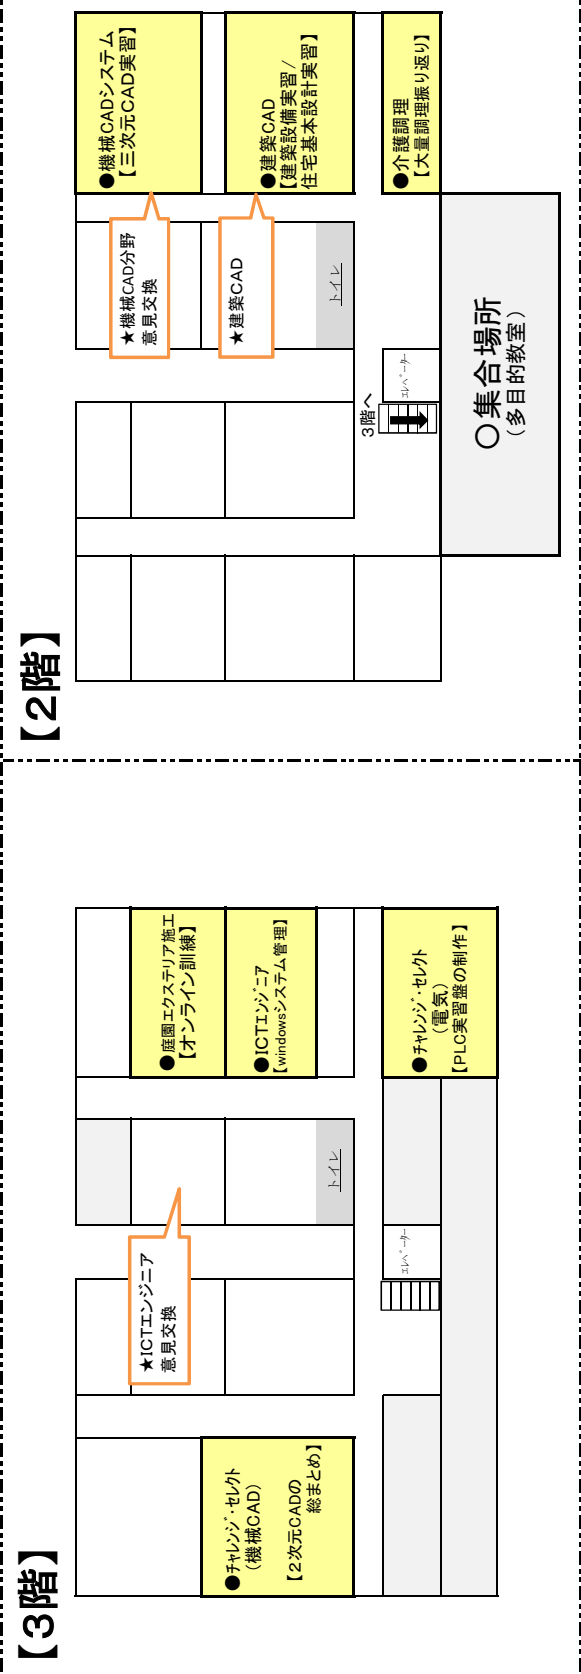 【2階】
●機械CADシステム
【三次元CAD実習】
★機械CAD分野
意見交換
●建築CAD
【建築設備実習/
住宅基本設計実習】
★建築CAD
トイレ
●介護調理
【大量調理振り返り】
エレベーター
3階へ
〇集合場所
（多目的教室）
【3階】
●庭園エクステリア施工
【オンライン訓練】
●ICTエンジニア
【windowsシステム管理】
★ICTエンジニア
意見交換
トイレ
●チャレンジ・セレクト
（電気）
【PLC実習盤の制作】
エレベーター
●チャレンジ・セレクト
（機械CAD）
【2次元CADの
総まとめ】